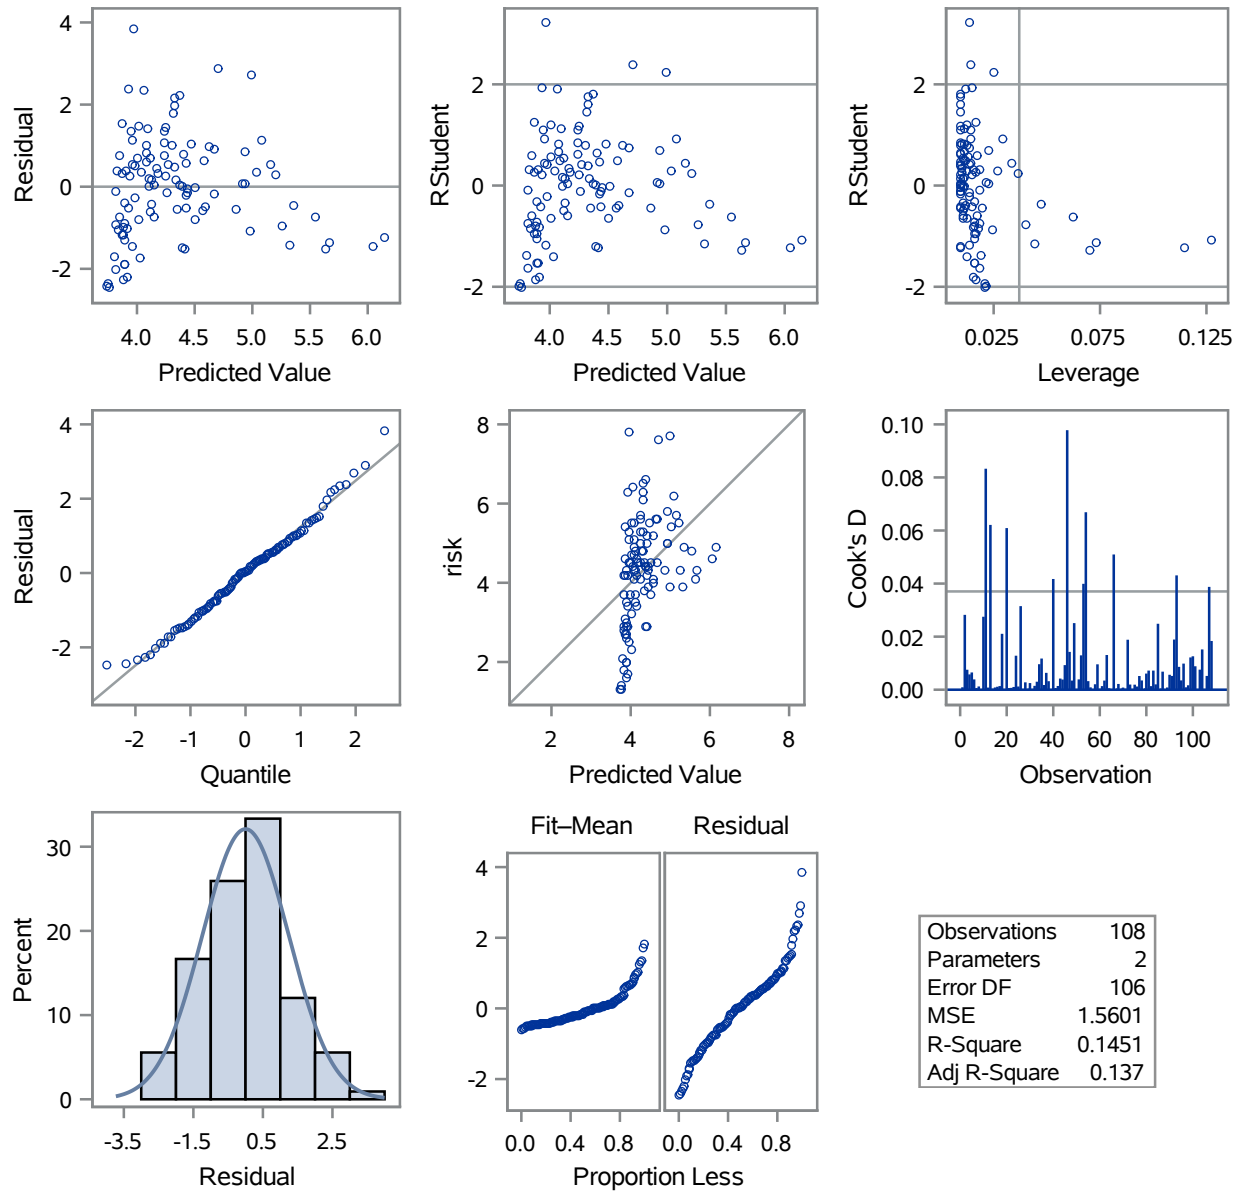 4
2
0
-2
Residual
4.0 4.5 5.0 5.5 6.0
Predicted Value
2
0
-2
RStudent
4.0 4.5 5.0 5.5 6.0
Predicted Value
2
0
-2
RStudent
0.025 0.075 0.125
Leverage
4
2
0
-2
Residual
-2 -1 0 1 2
Quantile
8
6
4
2
risk
2 4 6 8
Predicted Value
0.10
0.08
0.06
0.04
0.02
0.00
Cook's D
0 20 40 60 80 100
Observation
30
20
10
0
Percent
-3.5 -1.5 0.5 2.5
Residual
Fit–Mean Residual
4
2
0
-2
0.0 0.4 0.8 0.0 0.4 0.8
Proportion Less
Observations 108
Parameters 2
Error DF 106
MSE 1.5601
R-Square 0.1451
Adj R-Square 0.137